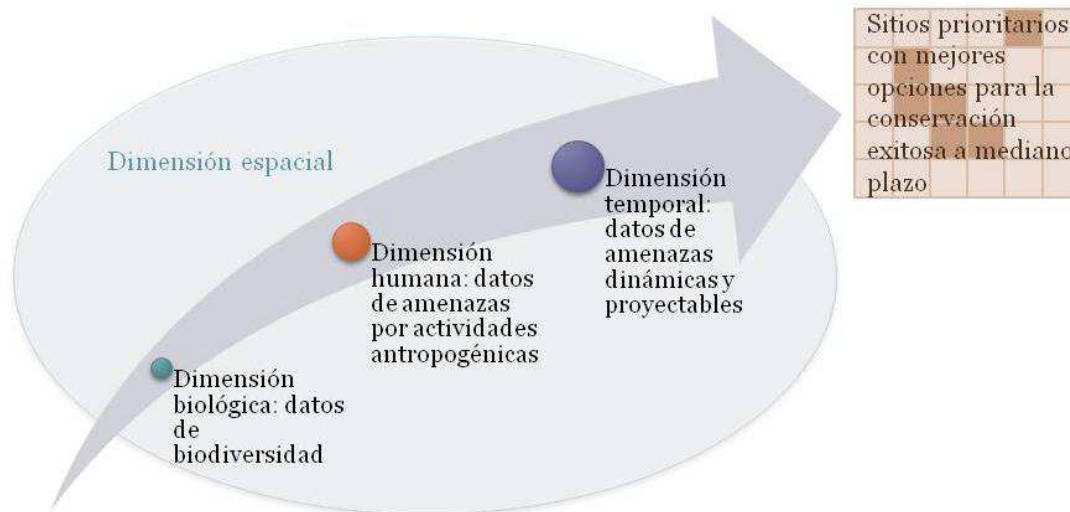 Dimensión espacial
Dimensión
biológica: datos
de
biodiversidad
Dimensión
humana: datos
de amenazas
por actividades
antropogénicas
Dimensión
temporal:
datos de
amenazas
dinámicas y
proyectables
Sitios prioritarios
con mejores
opciones para la
conservación
exitosa a mediano
plazo